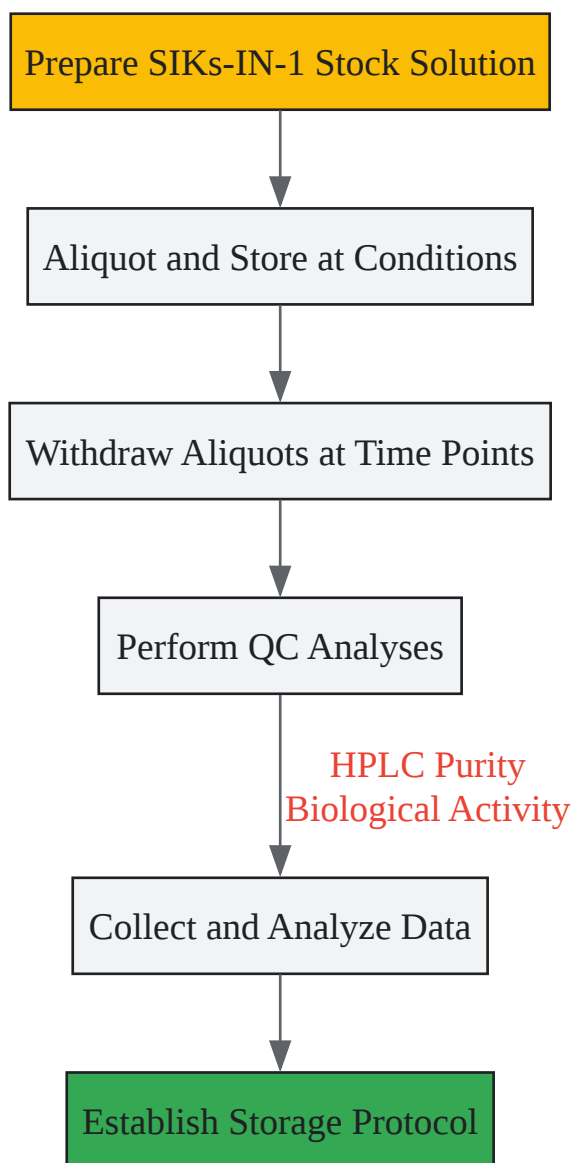 Prepare SIKs-IN-1 Stock Solution
Aliquot and Store at Conditions
Withdraw Aliquots at Time Points
Perform QC Analyses
HPLC Purity
Biological Activity
Collect and Analyze Data
Establish Storage Protocol